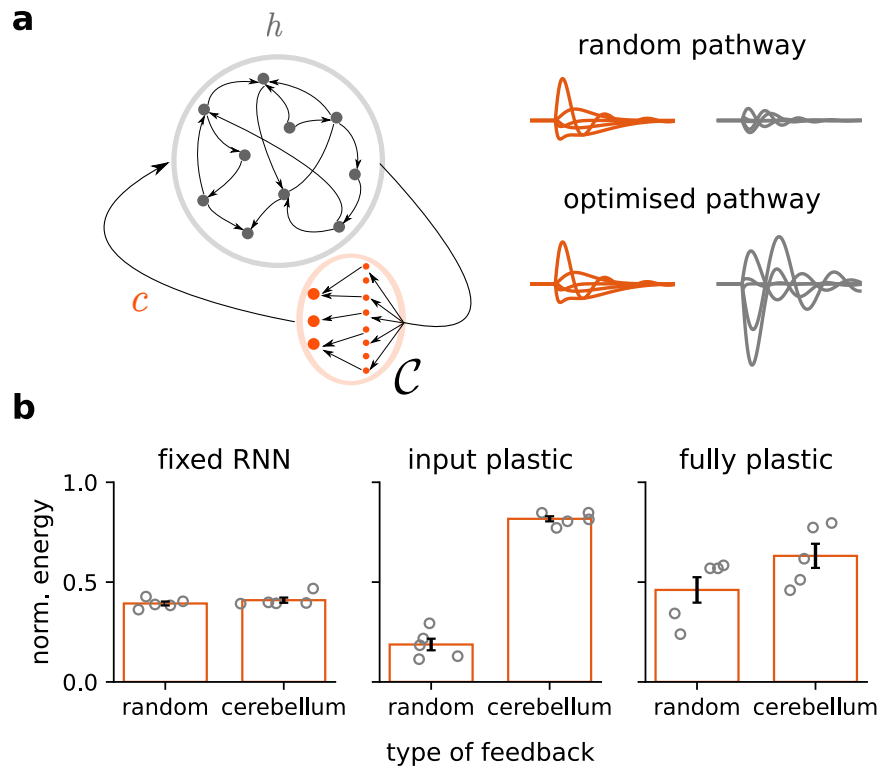 a
h
random pathway
optimised pathway
c
C
b
fixed RNN
input plastic
fully plastic
norm. energy
1.0
0.5
0.0
random
cerebellum
random
cerebellum
random
cerebellum
type of feedback